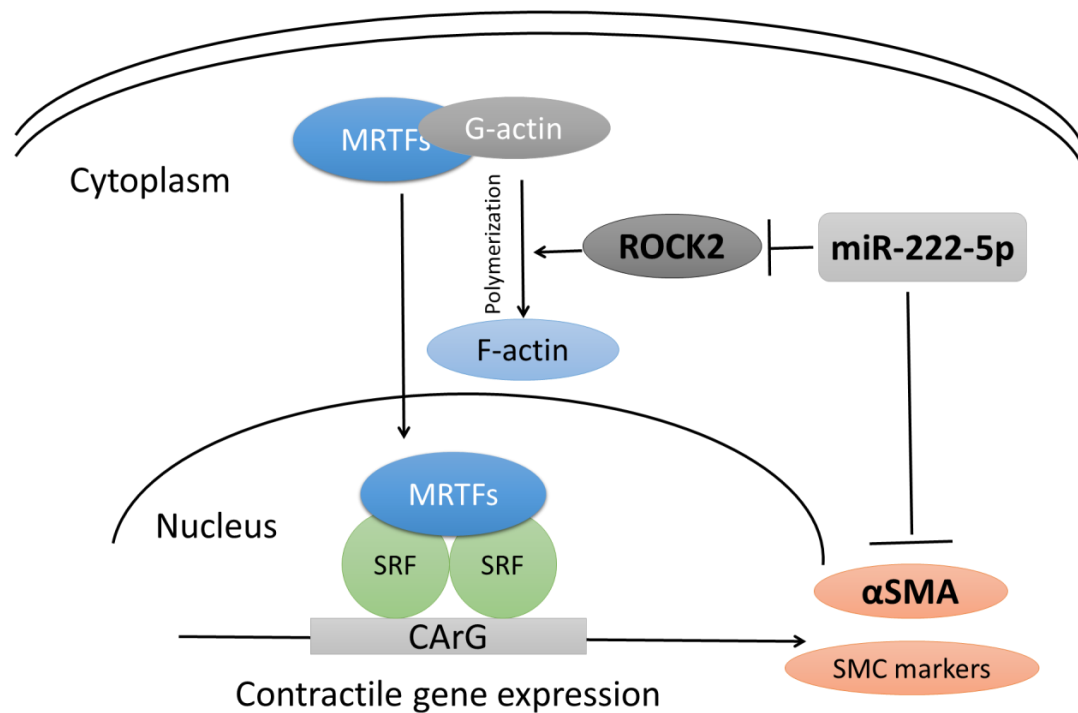 MRTFs
G-actin
Cytoplasm
Polymerization
ROCK2
miR-222-5p
F-actin
MRTFs
Nucleus
SRF
SRF
αSMA
CArG
SMC markers
Contractile gene expression